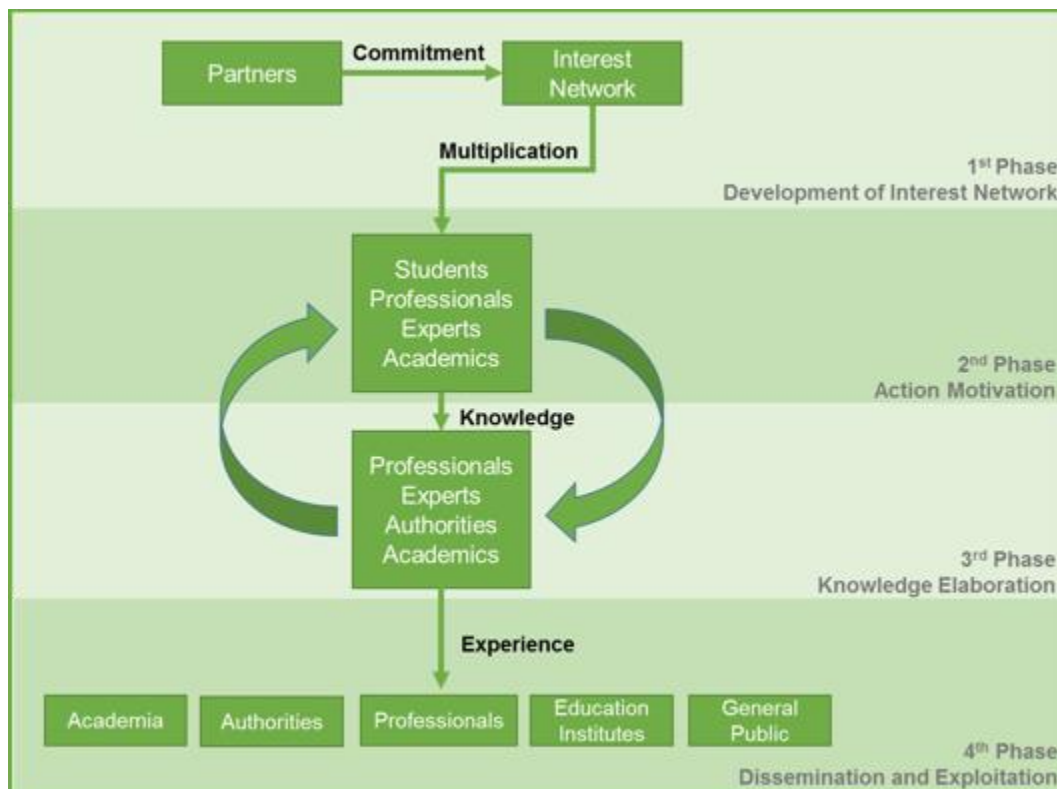 Partners
Commitment
Interest
Network
Multiplication
1st Phase
Development of Interest Network
Students
Professionals
Experts
Academics
2nd Phase
Action Motivation
Knowledge
Professionals
Experts
Authorities
Academics
3rd Phase
Knowledge Elaboration
Experience
Academia
Authorities
Professionals
Education
Institutes
General
Public
4th Phase
Dissemination and Exploitation